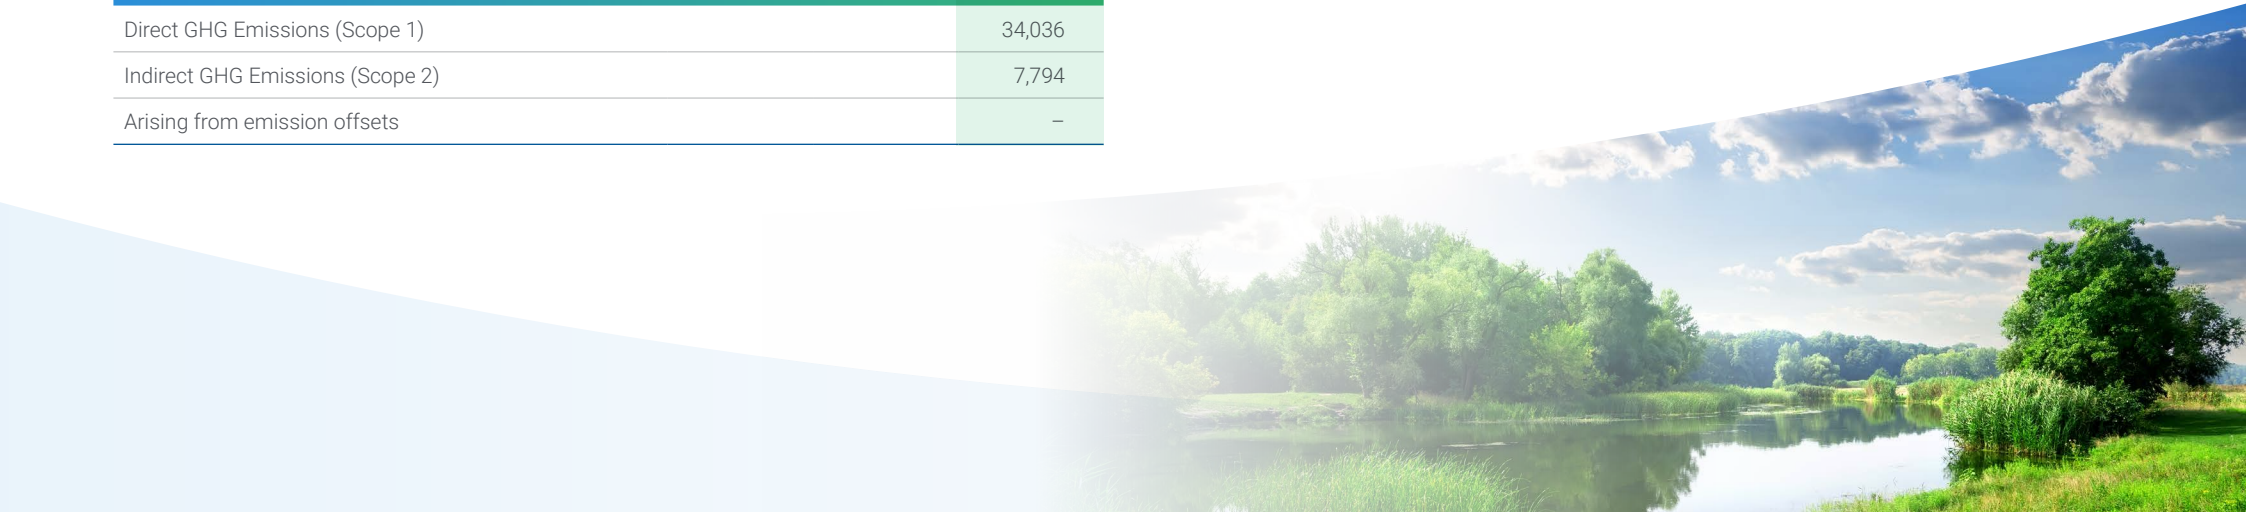 Direct GHG Emissions (Scope 1) 34,036
Indirect GHG Emissions (Scope 2) 7,794
Arising from emission offsets –